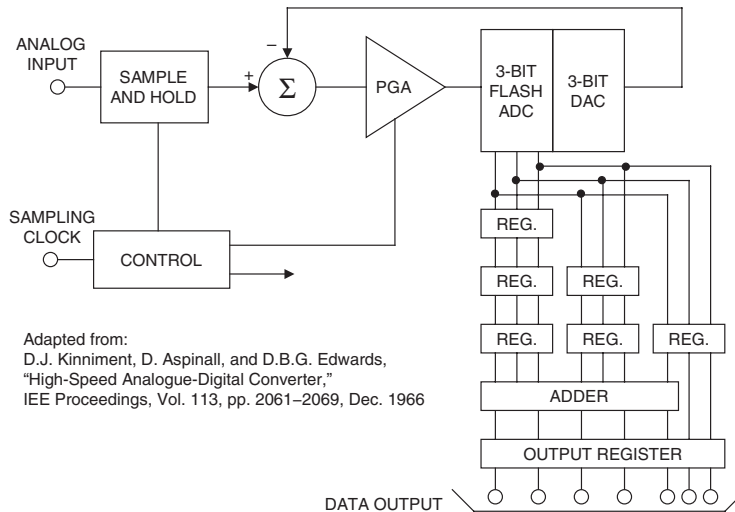 ANALOG
INPUT
SAMPLE
AND HOLD
−
+
Σ
PGA
3-BIT
FLASH
ADC
3-BIT
DAC
SAMPLING
CLOCK
CONTROL
REG.
REG.
REG.
REG.
REG.
REG.
ADDER
OUTPUT REGISTER
DATA OUTPUT
Adapted from:
D.J. Kinniment, D. Aspinall, and D.B.G. Edwards,
“High-Speed Analogue-Digital Converter,”
IEE Proceedings, Vol. 113, pp. 2061–2069, Dec. 1966